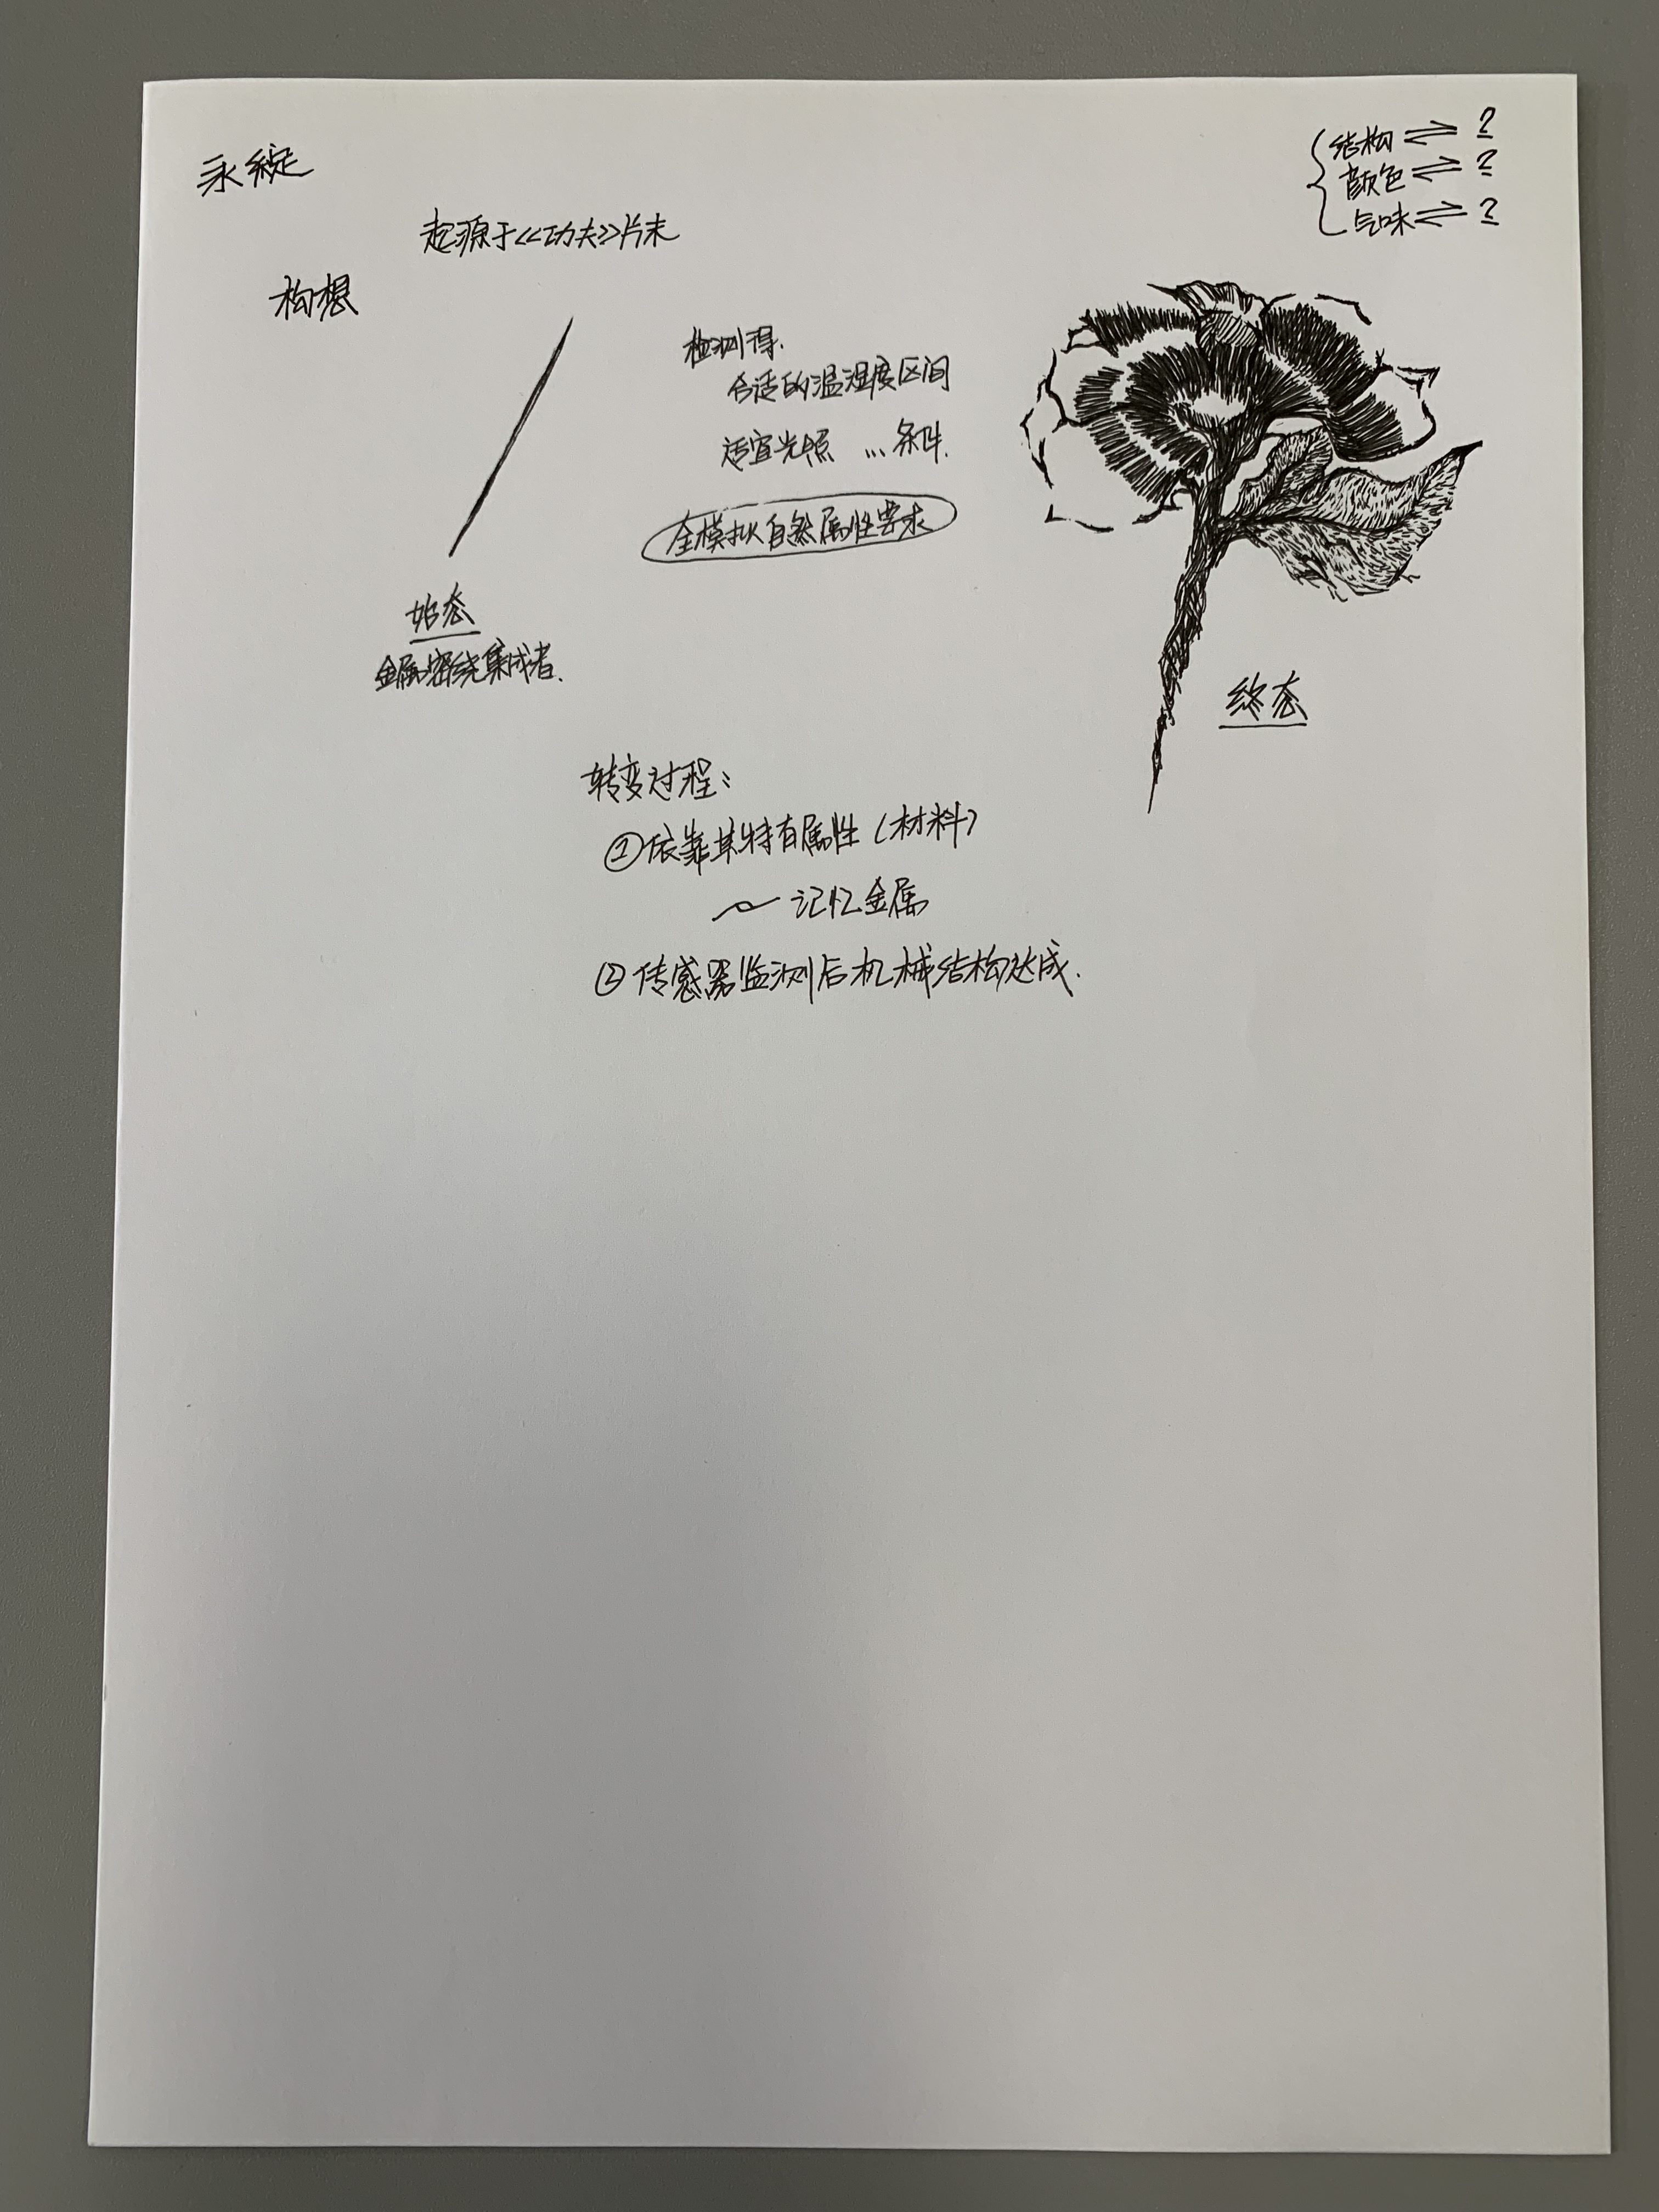 永綻
结构⇌?
颜色⇌?
气味⇌?
起源于<<功夫>>片末
构想
检测得.
合适的温湿度区间
适宜光照 ...条件.
全模拟自然属性要求
始态
金属密绕集成者.
终态
转变过程:
①依靠其特有属性(材料)
~记忆金属
②传感器监测后机械结构达成.